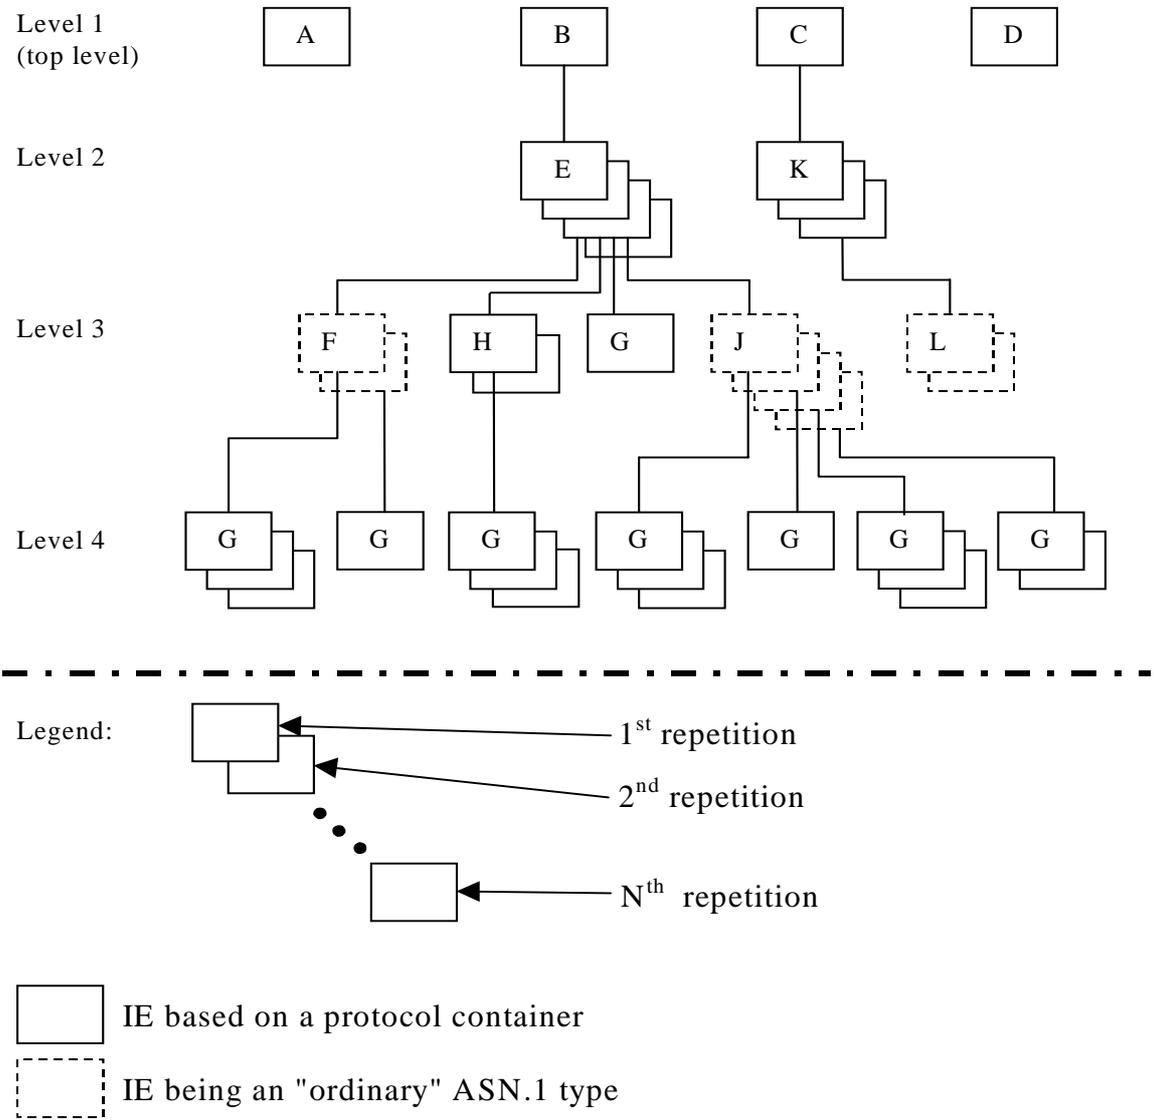 Level 1
(top level)
A B C D
Level 2
E K
Level 3
F H G J L
Level 4
G G G G G G G
Legend:
1st repetition
2nd repetition
Nth repetition
IE based on a protocol container
IE being an "ordinary" ASN.1 type